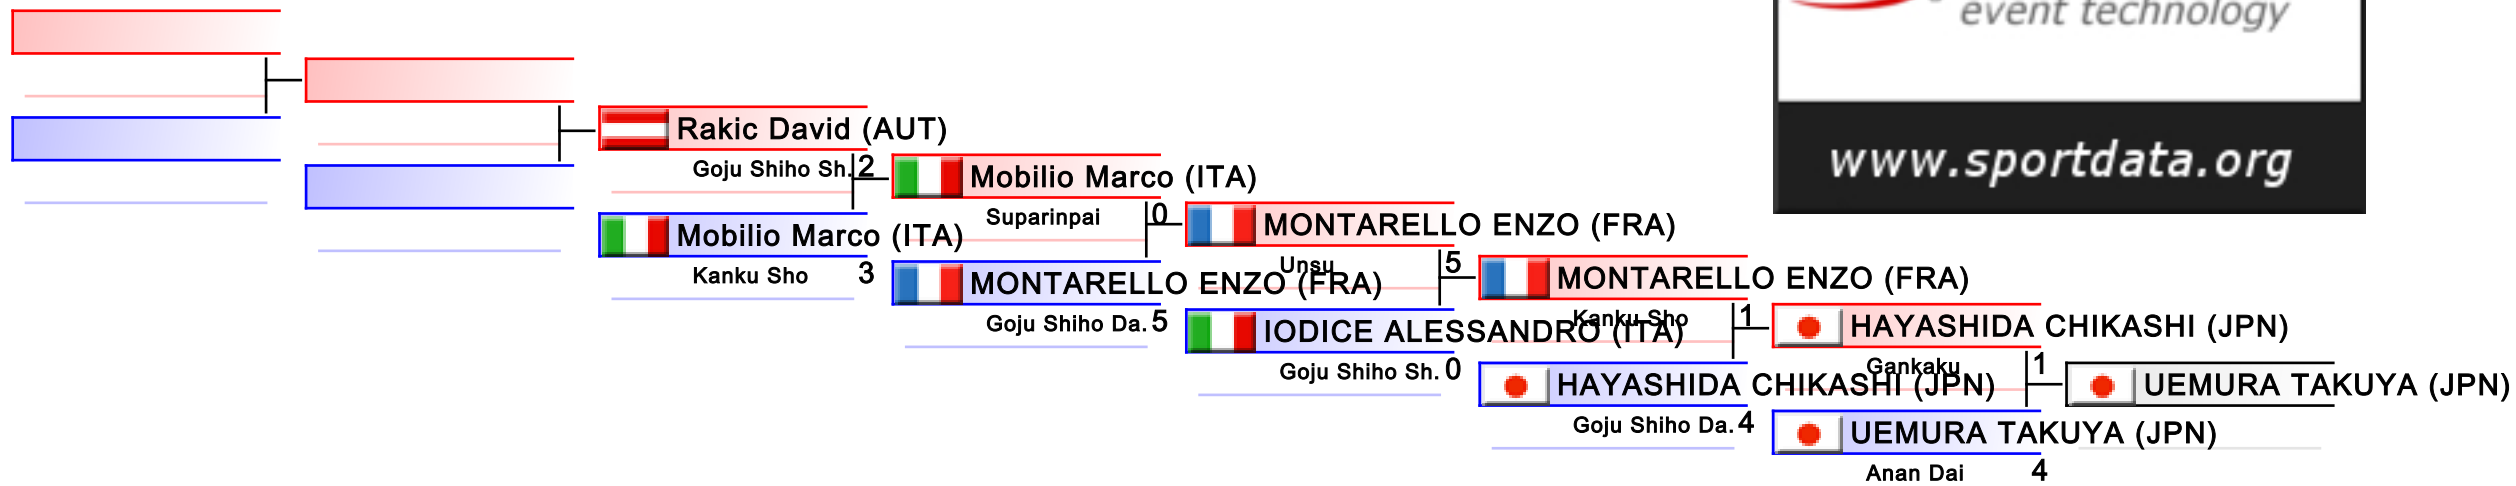 event technology
www.sportdata.org
Rakic David (AUT)
Goju Shiho Sh. 2
Mobilio Marco (ITA)
Kanku Sho 3
Mobilio Marco (ITA)
Suparinpai 0
MONTARELLO ENZO (FRA)
Goju Shiho Da. 5
MONTARELLO ENZO (FRA)
Unsu 5
IODICE ALESSANDRO (ITA)
Goju Shiho Sh. 0
MONTARELLO ENZO (FRA)
Kanku Sho 1
HAYASHIDA CHIKASHI (JPN)
Goju Shiho Da. 4
HAYASHIDA CHIKASHI (JPN)
Gankaku 1
UEMURA TAKUYA (JPN)
Anan Dai 4
UEMURA TAKUYA (JPN)